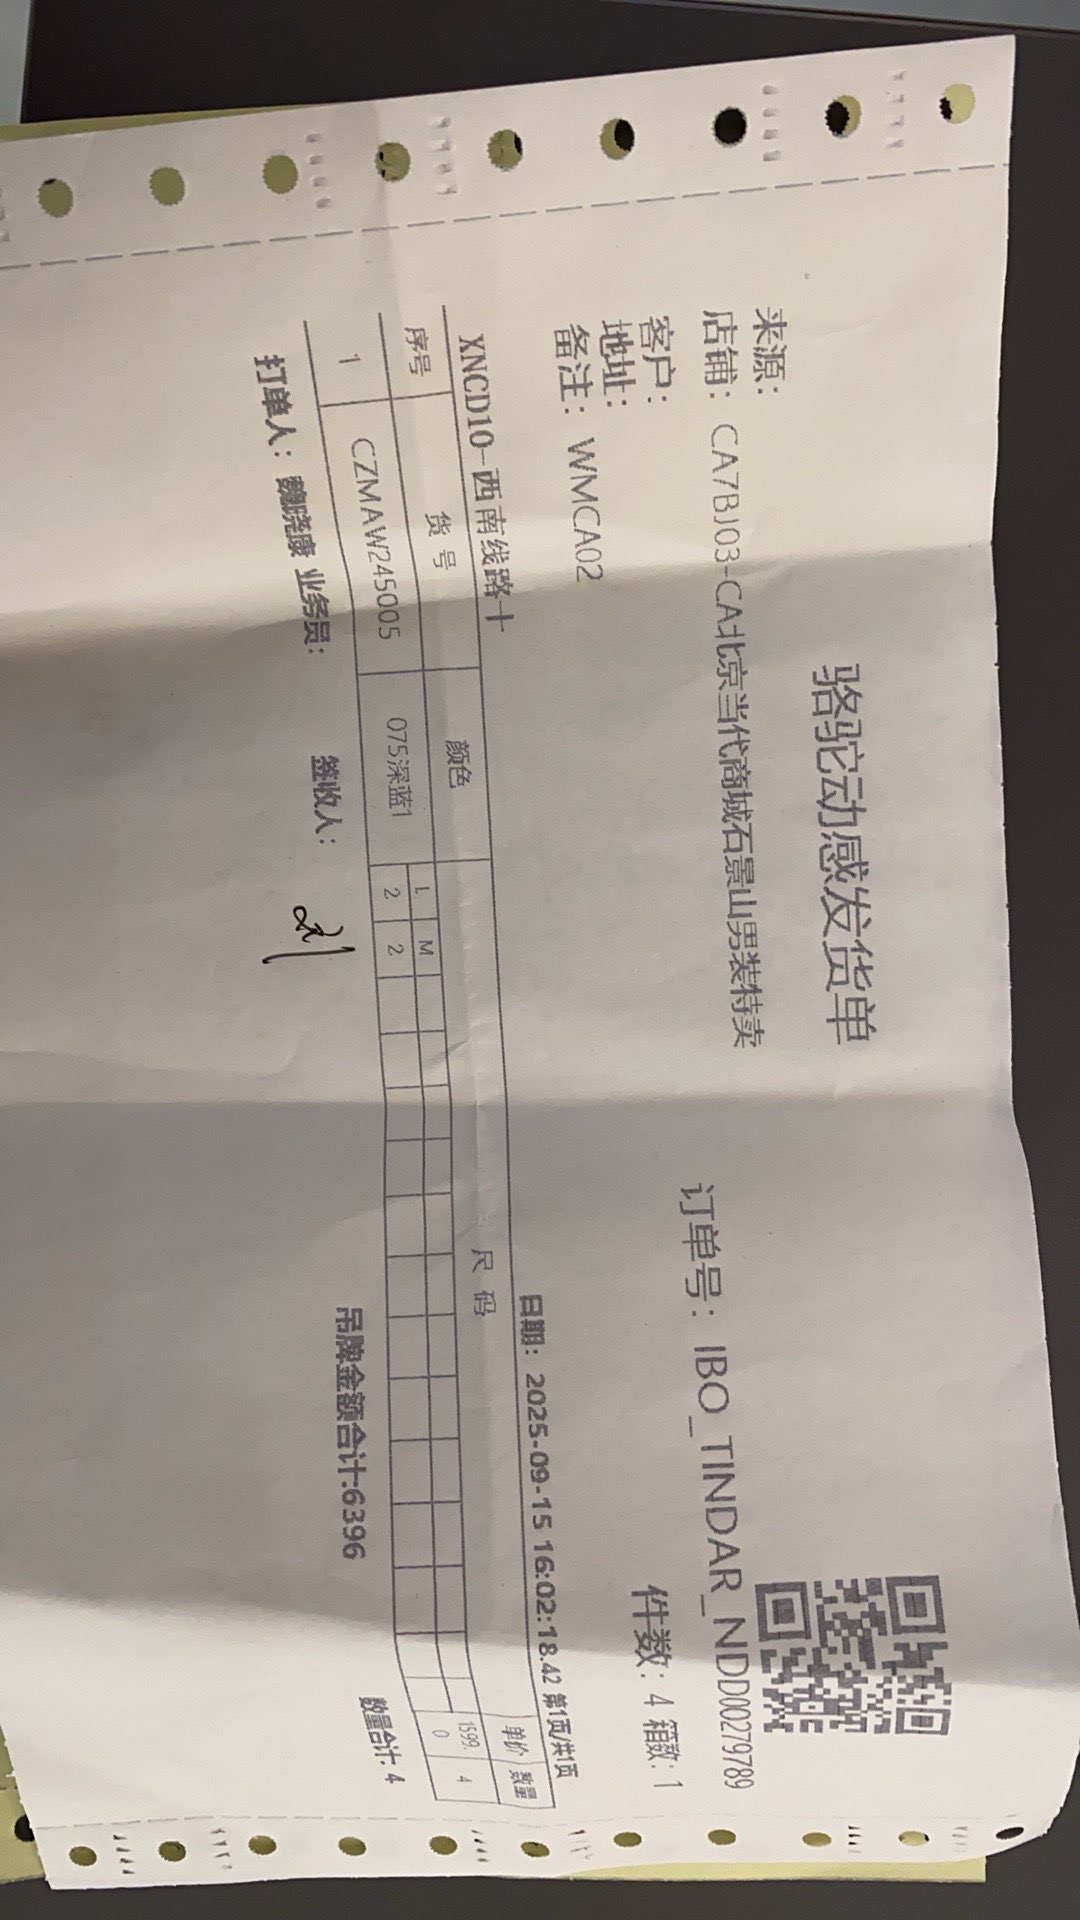 骆驼动感发货单
来源：
店铺： CA7BJ03-CA北京当代商城石景山男装特卖
订单号： IBO_TINDAR_NDD00279789
客户：
件数：4 箱数：1
地址：
备注： WMCA02
XNCD10-西南线路十
日期： 2025-09-15 16:02:18.42 第1页/共1页
序号 货 号 颜色 尺 码 单价 数量
L M
1 CZMAW245005 075深蓝1 2 2 1599.0 4
打单人： 魏晓康 业务员： 签收人： 吊牌金额合计:6396 数量合计: 4